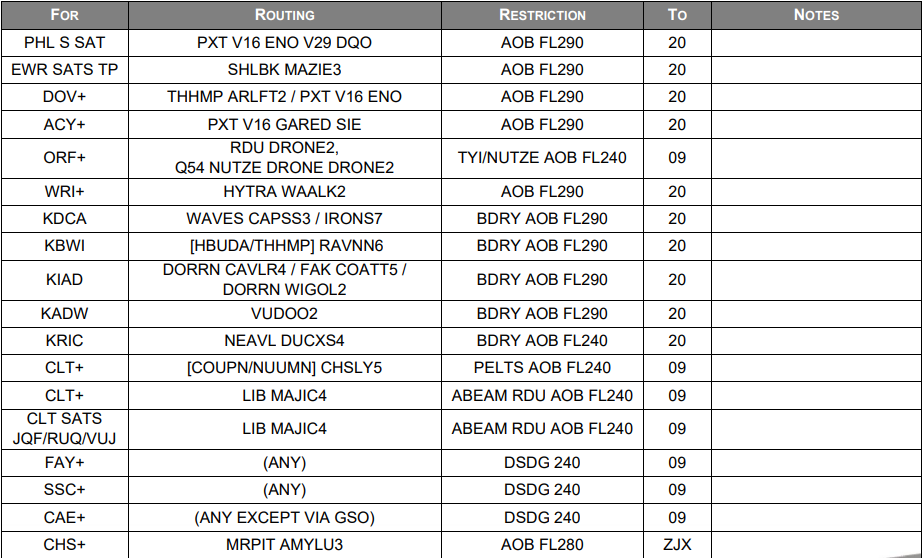 FOR ROUTING RESTRICTION TO NOTES
PHL S SAT PXT V16 ENO V29 DQO AOB FL290 20
EWR SATS TP SHLBK MAZIE3 AOB FL290 20
DOV+ THHMP ARLFT2 / PXT V16 ENO AOB FL290 20
ACY+ PXT V16 GARED SIE AOB FL290 20
ORF+ RDU DRONE2,
Q54 NUTZE DRONE DRONE2 TYI/NUTZE AOB FL240 09
WRI+ HYTRA WAALK2 AOB FL290 20
KDCA WAVES CAPSS3 / IRONS7 BDRY AOB FL290 20
KBWI [HBUDA/THHMP] RAVNN6 BDRY AOB FL290 20
KIAD DORRN CAVLR4 / FAK COATT5 /
DORRN WIGOL2 BDRY AOB FL290 20
KADW VUDOO2 BDRY AOB FL290 20
KRIC NEAVL DUCXS4 BDRY AOB FL240 20
CLT+ [COUPN/NUUMN] CHSLY5 PELTS AOB FL240 09
CLT+ LIB MAJIC4 ABEAM RDU AOB FL240 09
CLT SATS
JQF/RUQ/VUJ LIB MAJIC4 ABEAM RDU AOB FL240 09
FAY+ (ANY) DSDG 240 09
SSC+ (ANY) DSDG 240 09
CAE+ (ANY EXCEPT VIA GSO) DSDG 240 09
CHS+ MRPIT AMYLU3 AOB FL280 ZJX